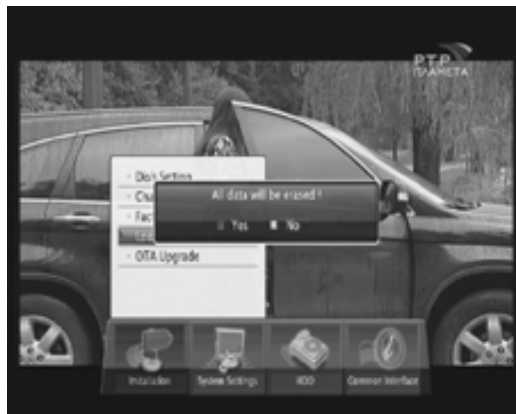 РТР
ПЛАНЕТА
Dish Setting
All data will be erased !
Yes No
OTA Upgrade
Installation System Settings HDD Common Interface